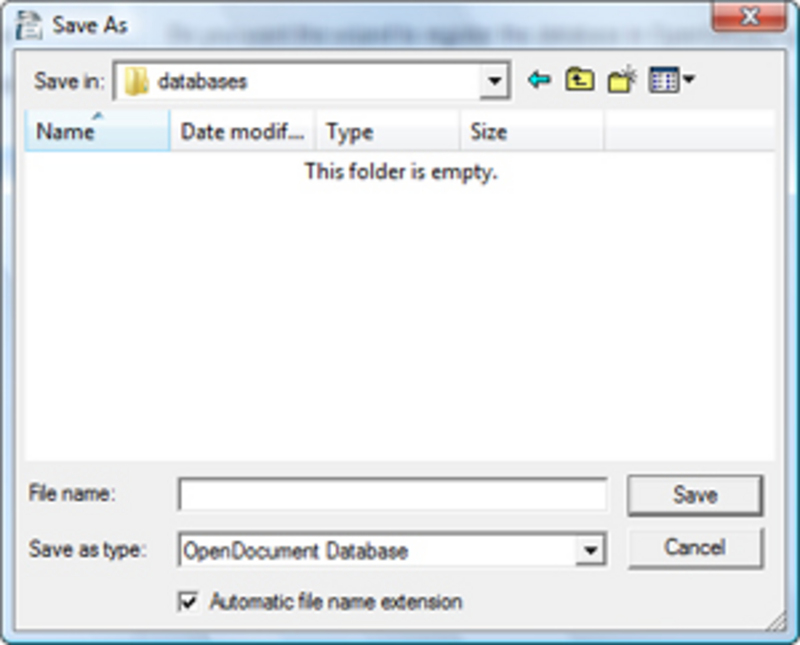 Save As
Save in: databases
Name Date modif... Type Size
This folder is empty.
File name: Save
Save as type: OpenDocument Database Cancel
Automatic file name extension